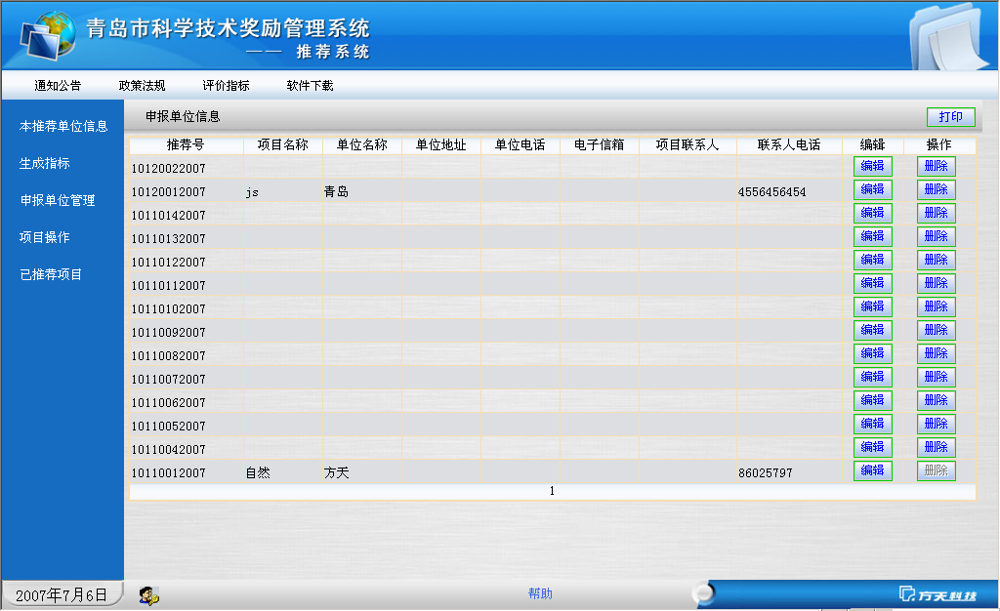 青岛市科学技术奖励管理系统
—— 推荐系统
通知公告 政策法规 评价指标 软件下载
本推荐单位信息
生成指标
申报单位管理
项目操作
已推荐项目
申报单位信息 打印
推荐号 项目名称 单位名称 单位地址 单位电话 电子信箱 项目联系人 联系人电话 编辑 操作
10120022007 编辑 删除
10120012007 js 青岛 4556456454 编辑 删除
10110142007 编辑 删除
10110132007 编辑 删除
10110122007 编辑 删除
10110112007 编辑 删除
10110102007 编辑 删除
10110092007 编辑 删除
10110082007 编辑 删除
10110072007 编辑 删除
10110062007 编辑 删除
10110052007 编辑 删除
10110042007 编辑 删除
10110012007 自然 方天 86025797 编辑 删除
1
2007年7月6日 帮助 方天科技